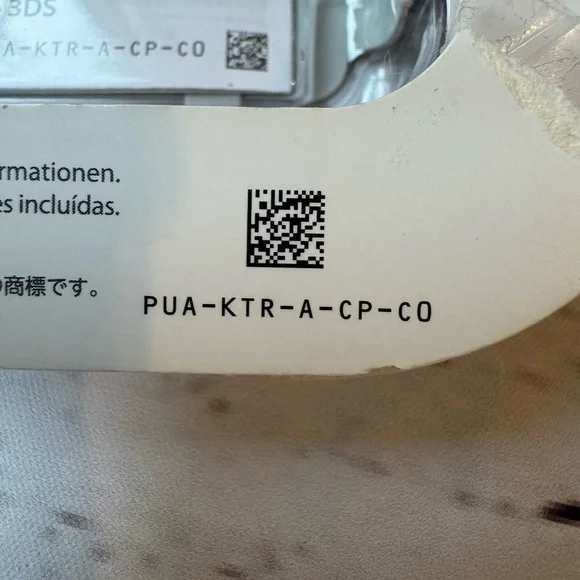 3DS
A-KTR-A-CP-CO
rmationen.
es incluídas.
の商標です。
PUA-KTR-A-CP-CO